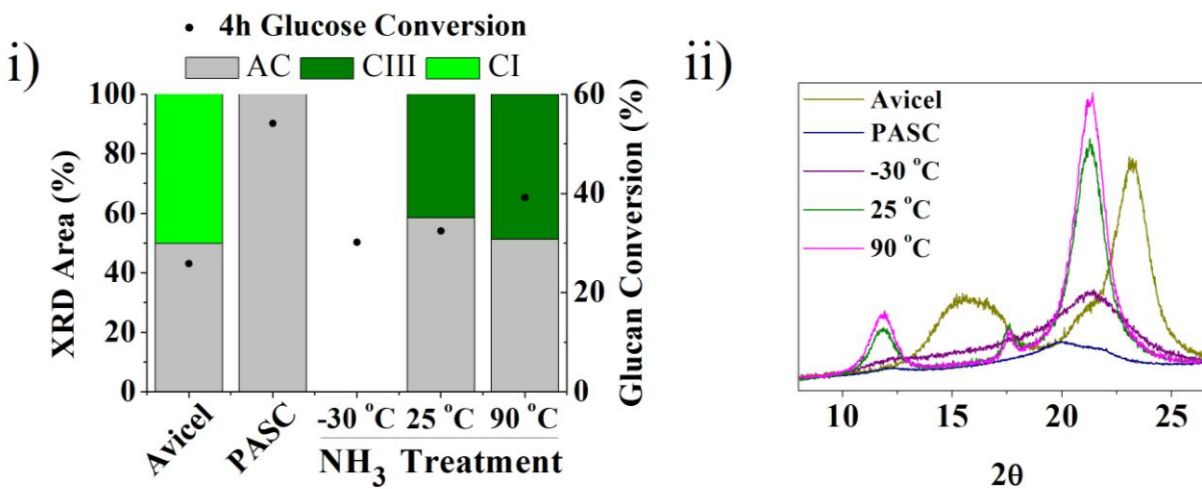 i)
• 4h Glucose Conversion
AC CIII CI
100
80
60
40
20
0
XRD Area (%)
60
40
20
0
Glucan Conversion (%)
Avicel
PASC
-30 °C 25 °C 90 °C
NH₃ Treatment
ii)
Avicel
PASC
-30 °C
25 °C
90 °C
10 15 20 25
2θ